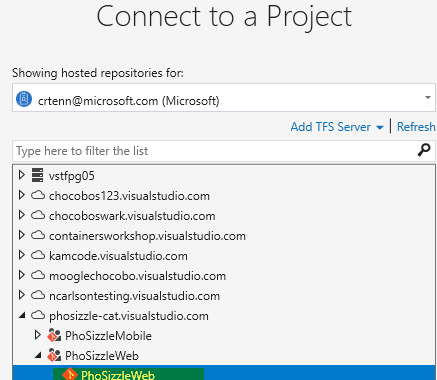 Connect to a Project
Showing hosted repositories for:
crtenn@microsoft.com (Microsoft)
Add TFS Server | Refresh
Type here to filter the list
vstfpg05
chocobos123.visualstudio.com
chocoboswark.visualstudio.com
containersworkshop.visualstudio.com
kamcode.visualstudio.com
mooglechocobo.visualstudio.com
ncarlsontesting.visualstudio.com
phosizzle-cat.visualstudio.com
PhoSizzleMobile
PhoSizzleWeb
PhoSizzleWeb